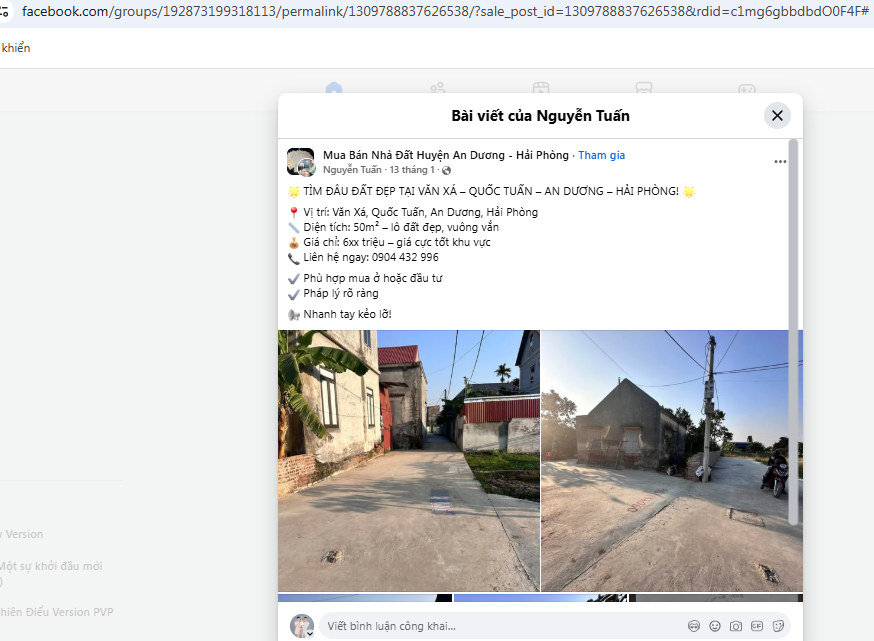 facebook.com/groups/192873199318113/permalink/1309788837626538/?sale_post_id=1309788837626538&rdid=c1mg6gbbdbdO0F4F#
khiển
Bài viết của Nguyễn Tuấn
Mua Bán Nhà Đất Huyện An Dương - Hải Phòng · Tham gia
Nguyễn Tuấn · 13 tháng 1 ·
🌟 TÌM ĐÂU ĐẤT ĐẸP TẠI VĂN XÁ – QUỐC TUẤN – AN DƯƠNG – HẢI PHÒNG! 🌟
📍 Vị trí: Văn Xá, Quốc Tuấn, An Dương, Hải Phòng
📏 Diện tích: 50m² – lô đất đẹp, vuông vắn
💰 Giá chỉ: 6xx triệu – giá cực tốt khu vực
📞 Liên hệ ngay: 0904 432 996
✔️ Phù hợp mua ở hoặc đầu tư
✔️ Pháp lý rõ ràng
📢 Nhanh tay kẻo lỡ!
Version
Một sự khởi đầu mới
)
hiên Điểu Version PVP
Viết bình luận công khai...
GIF